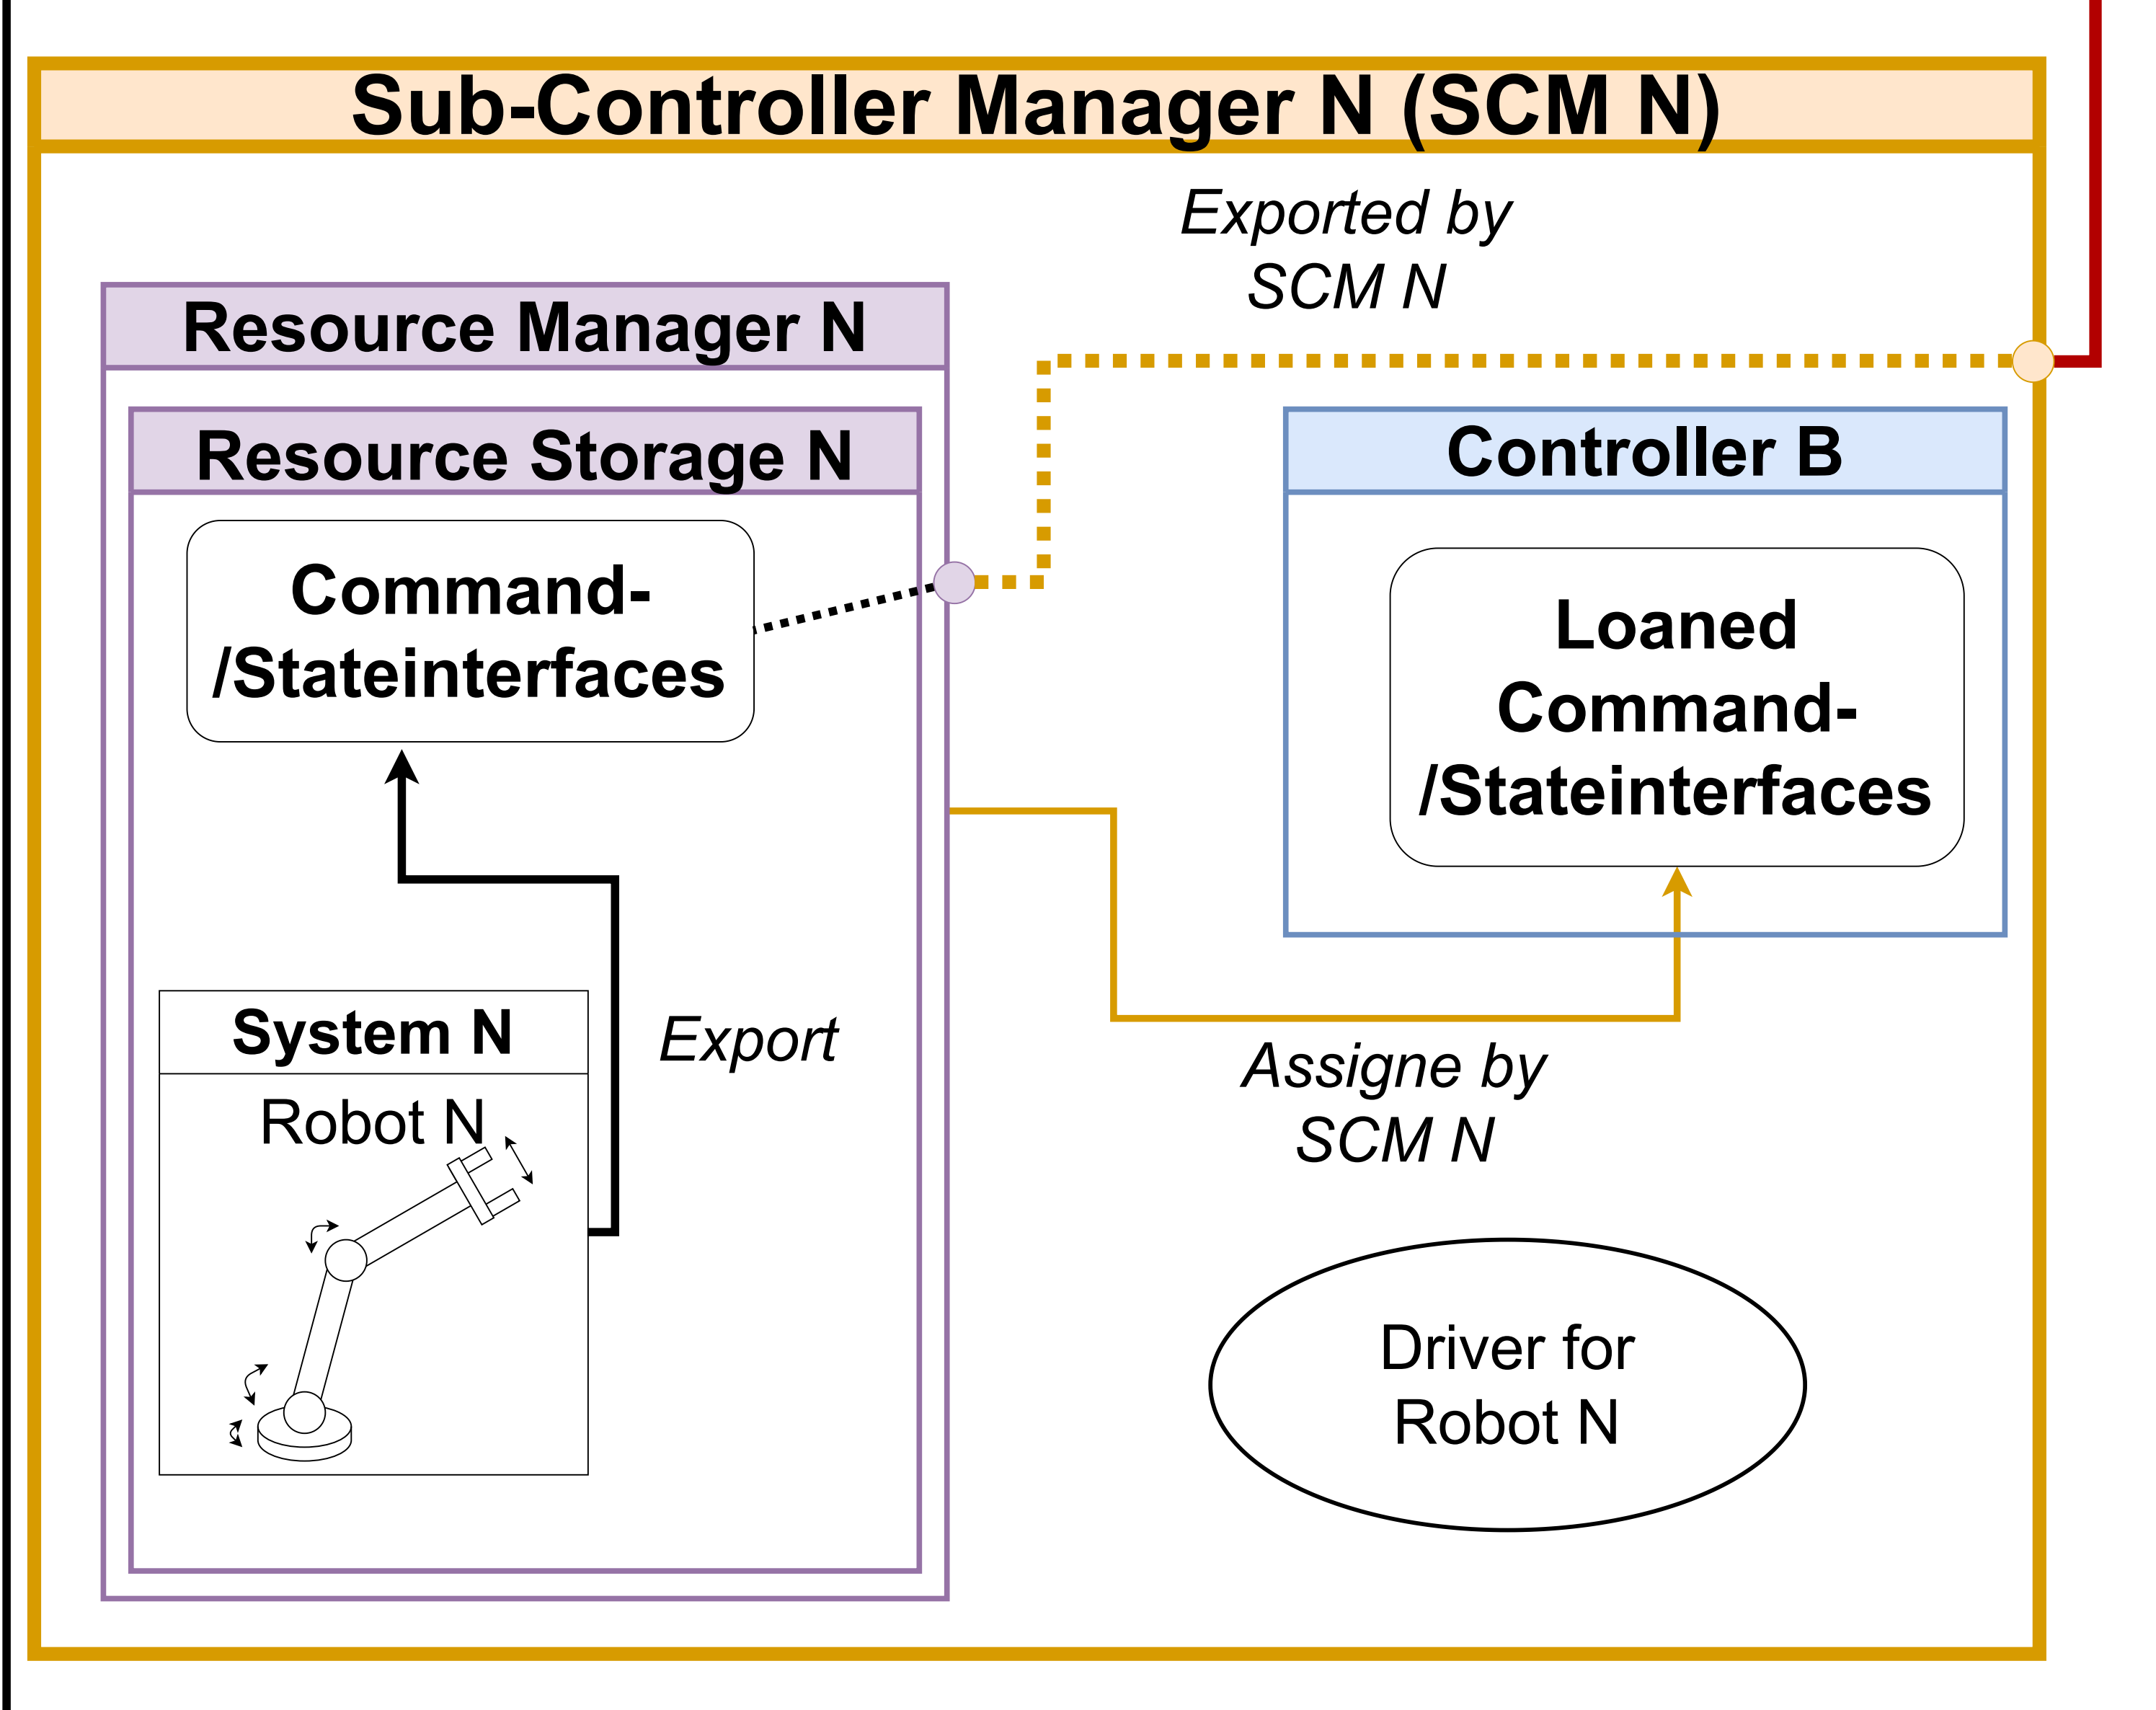 Sub-Controller Manager N (SCM N)
Exported by
SCM N
Resource Manager N
Resource Storage N
Command-
/Stateinterfaces
Controller B
Loaned
Command-
/Stateinterfaces
System N
Robot N
Export
Assigne by
SCM N
Driver for
Robot N